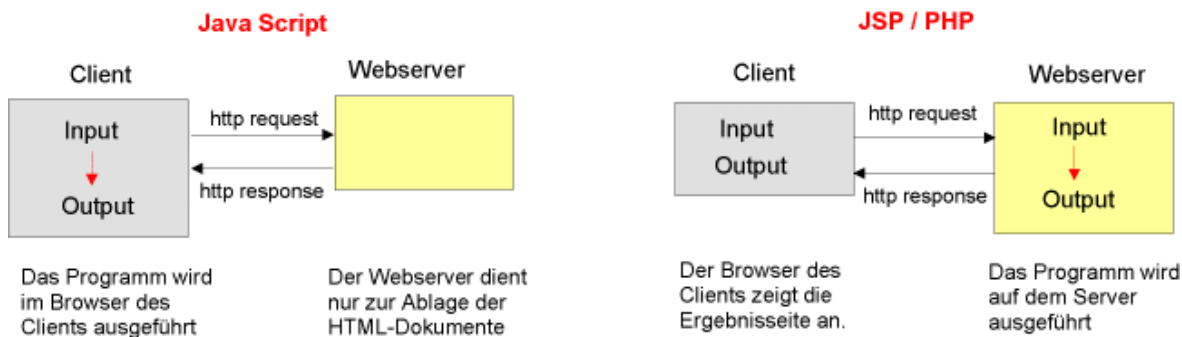 Java Script
Client
Webserver
Input
Output
http request
http response
Das Programm wird
im Browser des
Clients ausgeführt
Der Webserver dient
nur zur Ablage der
HTML-Dokumente
JSP / PHP
Client
Webserver
Input
Output
http request
http response
Input
Output
Der Browser des
Clients zeigt die
Ergebnisseite an.
Das Programm wird
auf dem Server
ausgeführt